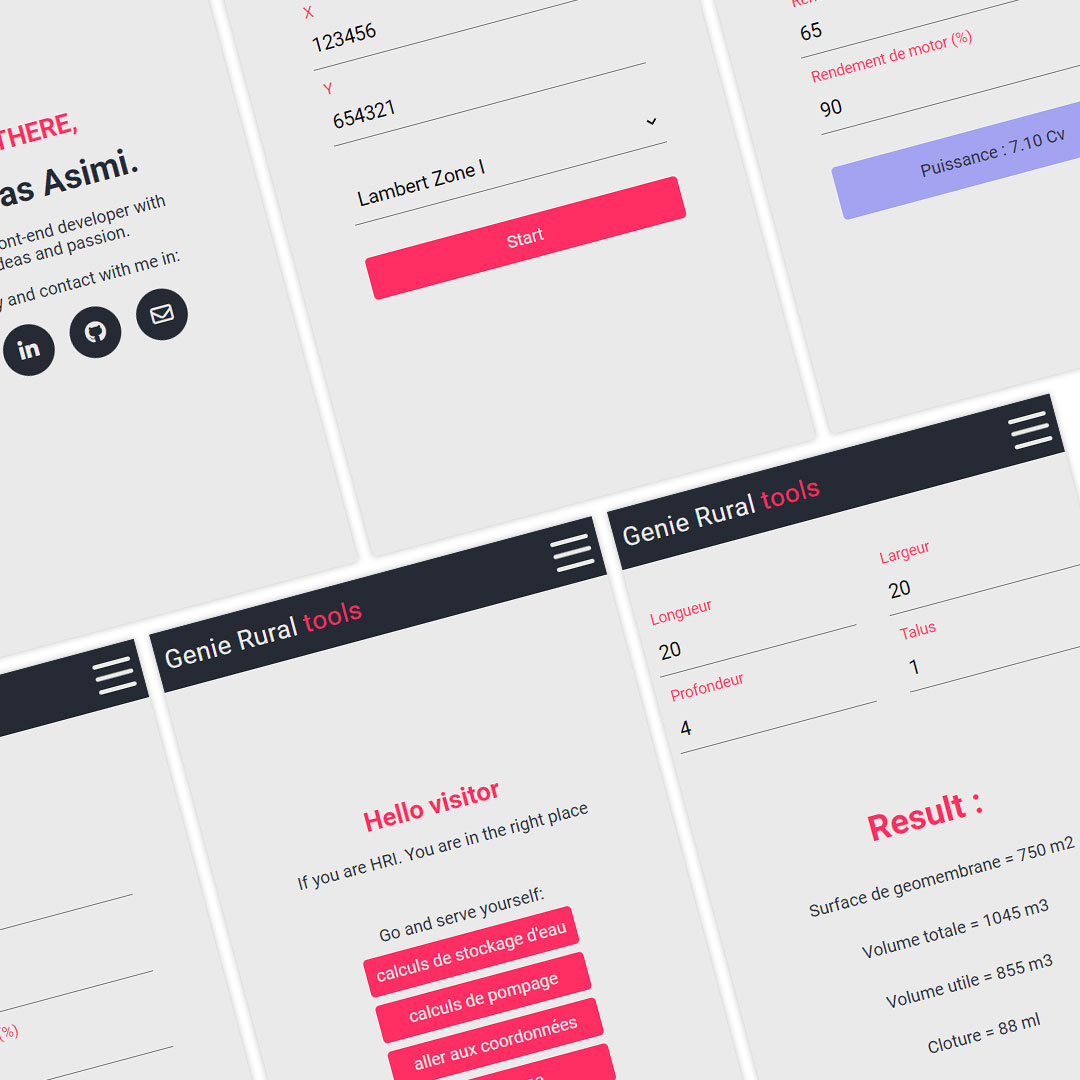 THERE,
as Asimi.
ont-end developer with
deas and passion.
y and contact with me in:
in
X
123456
Y
654321
Lambert Zone I
Start
65
Rendement de motor (%)
90
Puissance : 7.10 Cv
(%)
Genie Rural tools
Hello visitor
If you are HRI. You are in the right place
Go and serve yourself:
calculs de stockage d'eau
calculs de pompage
aller aux coordonnées
Genie Rural tools
Longueur
20
Largeur
20
Profondeur
4
Talus
1
Result :
Surface de geomembrane = 750 m2
Volume totale = 1045 m3
Volume utile = 855 m3
Cloture = 88 ml